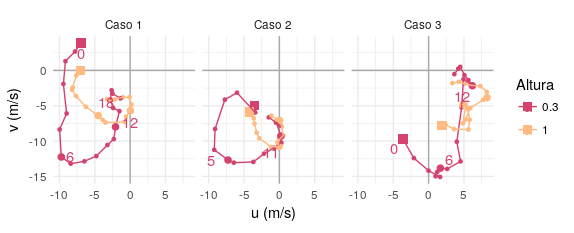 Caso 1 Caso 2 Caso 3
0 0 6 12 18
5 11
0 6 12
-5
-10
-15
-10 -5 0 5 -10 -5 0 5 -10 -5 0 5
u (m/s)
v (m/s)
Altura
0.3
1